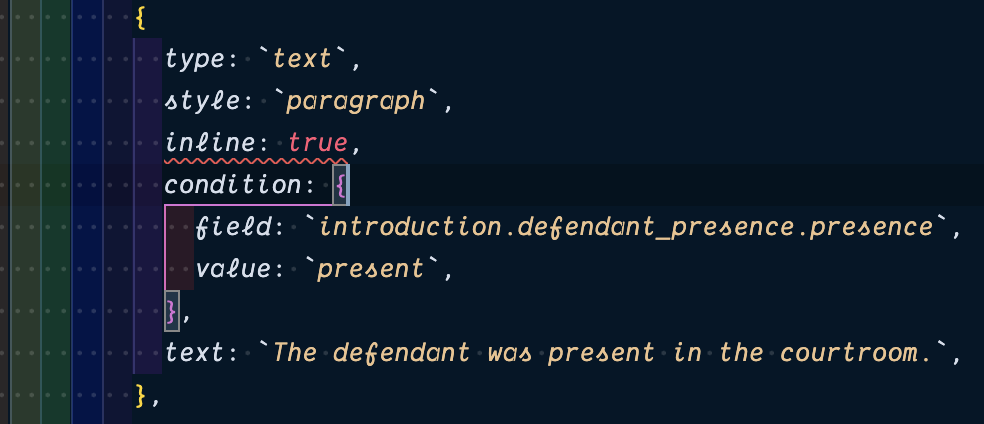 {
type: `text`,
style: `paragraph`,
inline: true,
condition: {
field: `introduction.defendant_presence.presence`,
value: `present`,
},
text: `The defendant was present in the courtroom.`,
},